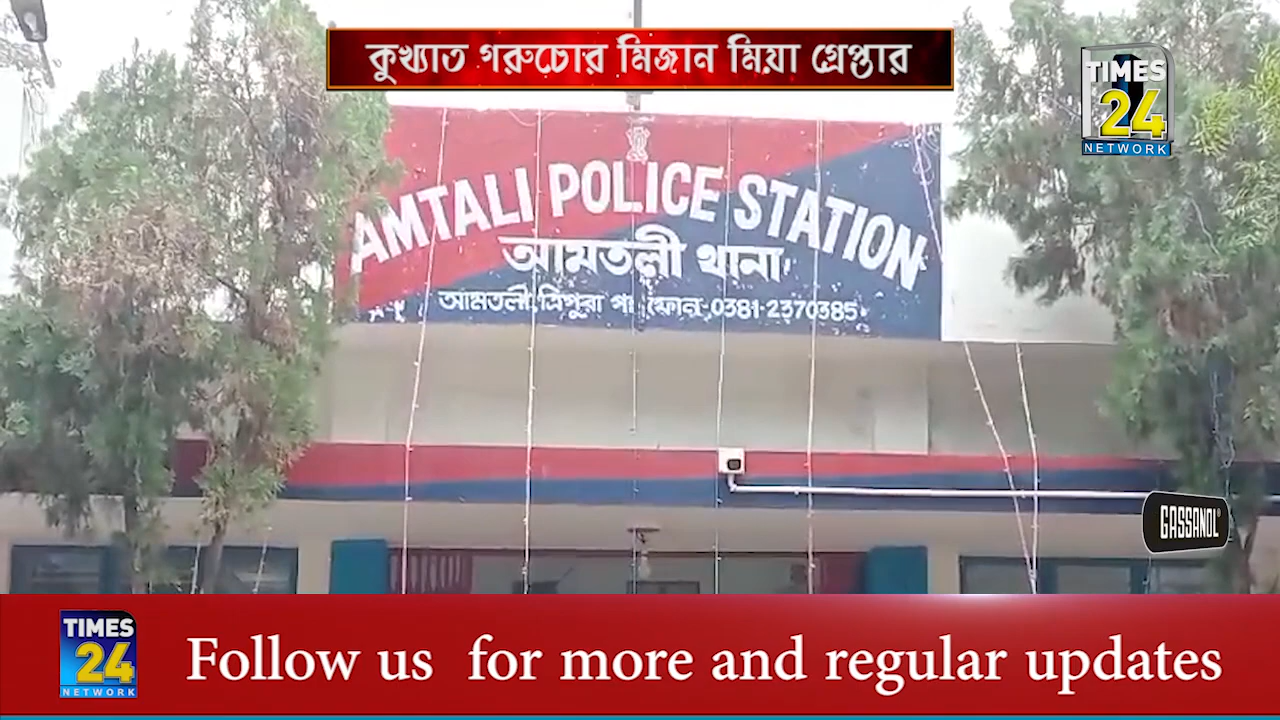 কুখ্যাত গরুচোর মিজান মিয়া গ্রেপ্তার
TIMES
24
NETWORK
AMTALI POLICE STATION
আমতলী থানা
আমতলী, ত্রিপুরা পঃ ফোন-0381-2370385
GASSANOL
TIMES
24
NETWORK
Follow us for more and regular updates